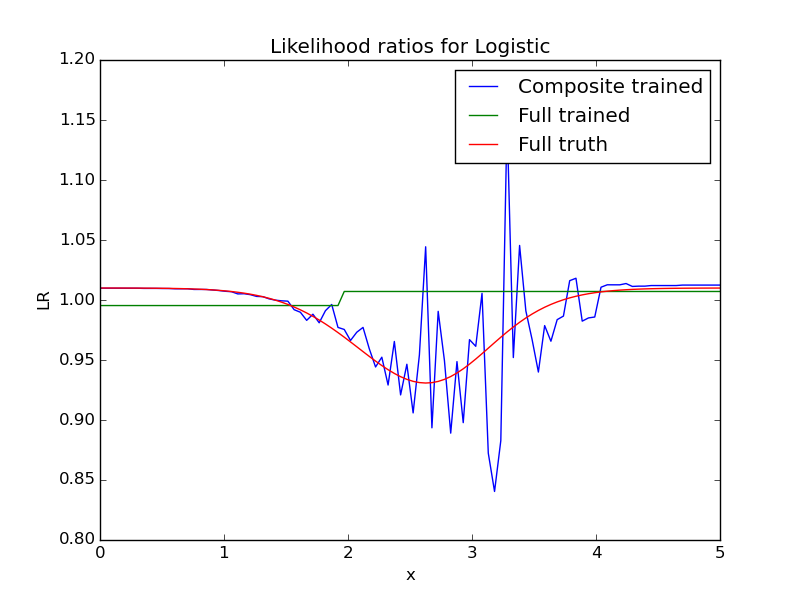 Likelihood ratios for Logistic
1.20
1.15
1.10
1.05
1.00
0.95
0.90
0.85
0.80
LR
Composite trained
Full trained
Full truth
0 1 2 3 4 5
x